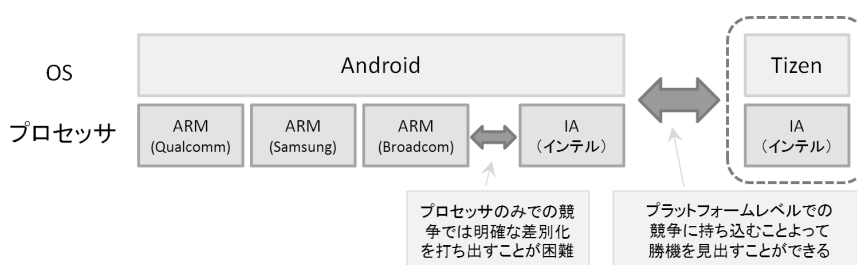 OS
Android
Tizen
プロセッサ
ARM
(Qualcomm)
ARM
(Samsung)
ARM
(Broadcom)
IA
（インテル）
IA
（インテル）
プロセッサのみでの競
争では明確な差別化
を打ち出すことが困難
プラットフォームレベルでの
競争に持ち込むことよって
勝機を見出すことができる